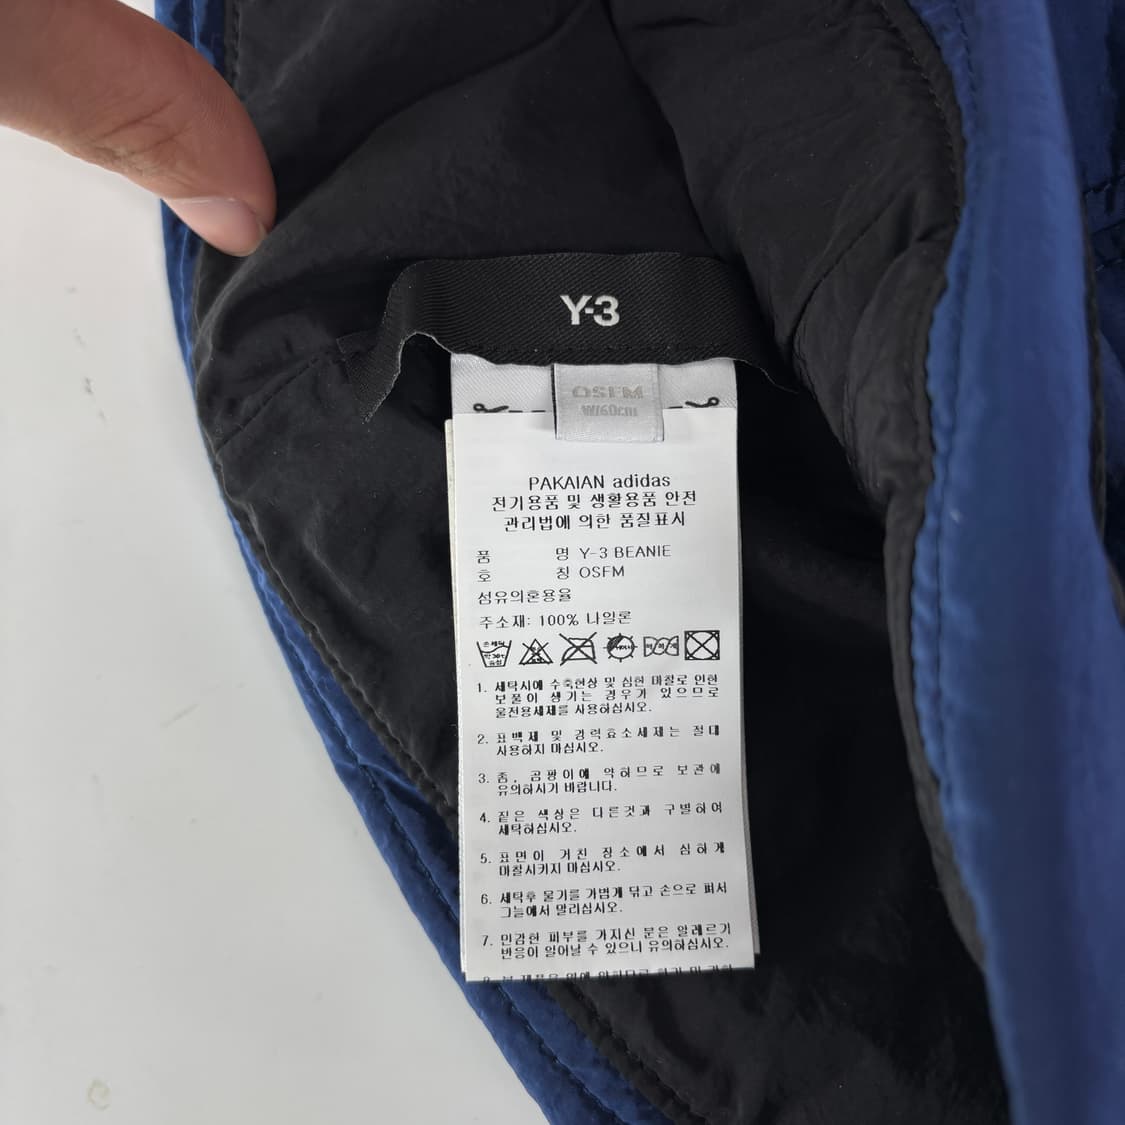 Y-3
OSFM
W/60cm
PAKAIAN adidas
전기용품 및 생활용품 안전
관리법에 의한 품질표시
품 명 Y-3 BEANIE
호 칭 OSFM
섬유의혼용율
주소재: 100% 나일론
1. 세탁시에 수축현상 및 심현 마찰로 인한
보풀이 생기는 경우가 있으므로
울전용세제를 사용하십시오.
2. 표백제 및 경력효소세제는 절대
사용하지 마십시오.
3. 좀, 곰팡이에 약하므로 보관에
유의하시기 바랍니다.
4. 짙은 색상은 다른것과 구별하여
세탁하십시오.
5. 표면이 거친 장소에서 심하게
마찰시키지 마십시오.
6. 세탁후 물기를 가볍게 닦고 손으로 펴서
그늘에서 말리십시오.
7. 민감한 피부를 가지신 분은 알레르기
반응이 일어날 수 있으니 유의하십시오.